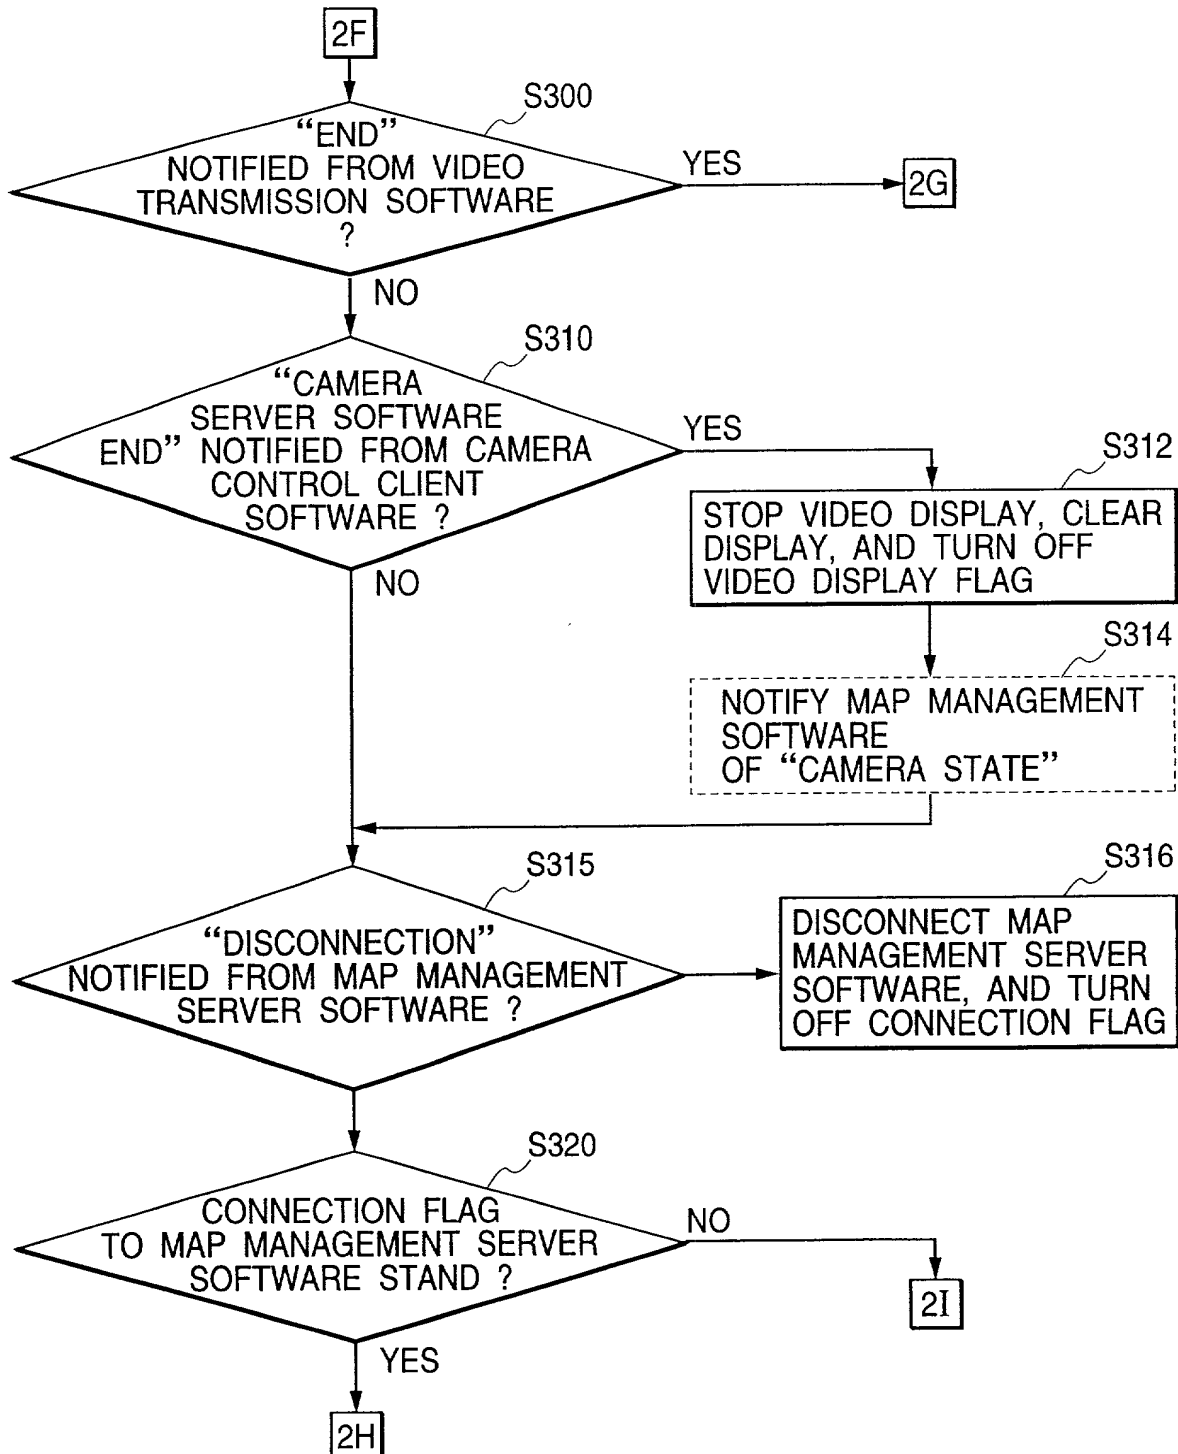 2F
S300
“END”
NOTIFIED FROM VIDEO
TRANSMISSION SOFTWARE
?
YES
2G
NO
S310
“CAMERA
SERVER SOFTWARE
END” NOTIFIED FROM CAMERA
CONTROL CLIENT
SOFTWARE ?
YES
NO
S312
STOP VIDEO DISPLAY, CLEAR
DISPLAY, AND TURN OFF
VIDEO DISPLAY FLAG
S314
NOTIFY MAP MANAGEMENT
SOFTWARE
OF “CAMERA STATE”
S315
“DISCONNECTION”
NOTIFIED FROM MAP MANAGEMENT
SERVER SOFTWARE ?
S316
DISCONNECT MAP
MANAGEMENT SERVER
SOFTWARE, AND TURN
OFF CONNECTION FLAG
S320
CONNECTION FLAG
TO MAP MANAGEMENT SERVER
SOFTWARE STAND ?
NO
2I
YES
2H